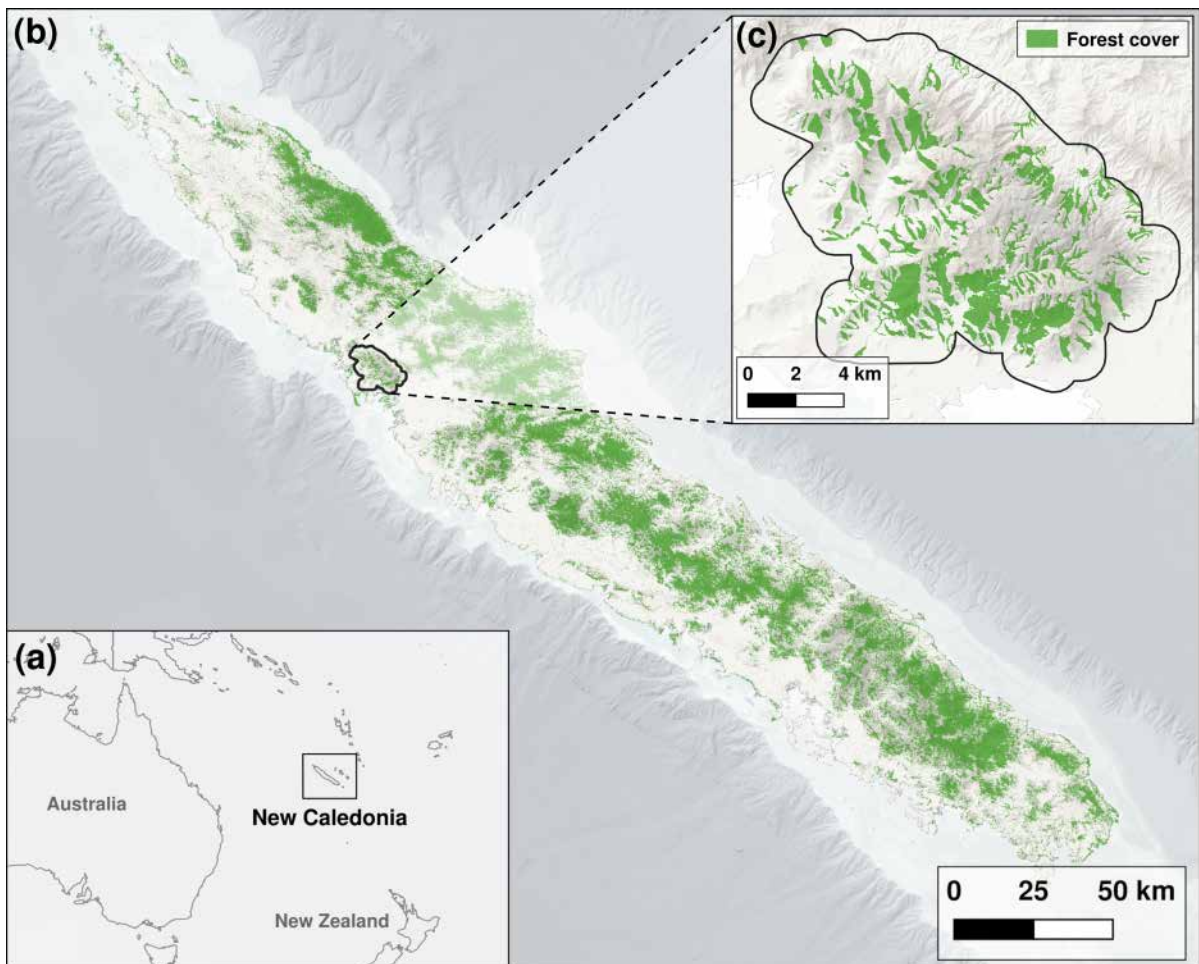 (b)
(c)
Forest cover
0 2 4 km
(a)
Australia
New Caledonia
New Zealand
0 25 50 km